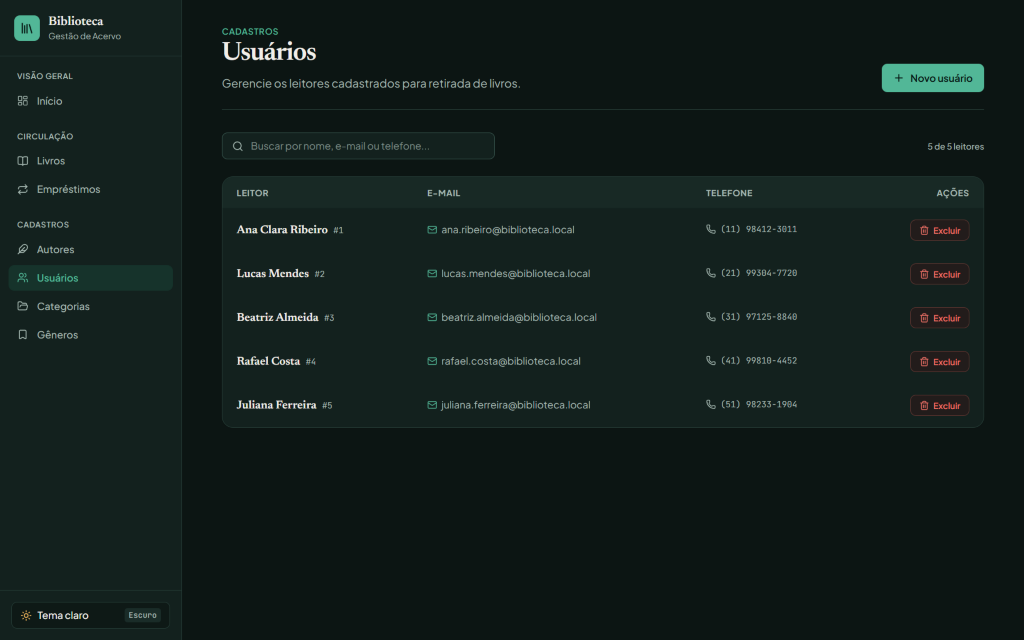 Biblioteca
Gestão de Acervo
VISÃO GERAL
Início
CIRCULAÇÃO
Livros
Empréstimos
CADASTROS
Autores
Usuários
Categorias
Gêneros
Tema claro Escuro
CADASTROS
Usuários
Gerencie os leitores cadastrados para retirada de livros.
+ Novo usuário
Buscar por nome, e-mail ou telefone...
5 de 5 leitores
LEITOR E-MAIL TELEFONE AÇÕES
Ana Clara Ribeiro #1 ana.ribeiro@biblioteca.local (11) 98412-3011 Excluir
Lucas Mendes #2 lucas.mendes@biblioteca.local (21) 99304-7720 Excluir
Beatriz Almeida #3 beatriz.almeida@biblioteca.local (31) 97125-8840 Excluir
Rafael Costa #4 rafael.costa@biblioteca.local (41) 99810-4452 Excluir
Juliana Ferreira #5 juliana.ferreira@biblioteca.local (51) 98233-1904 Excluir